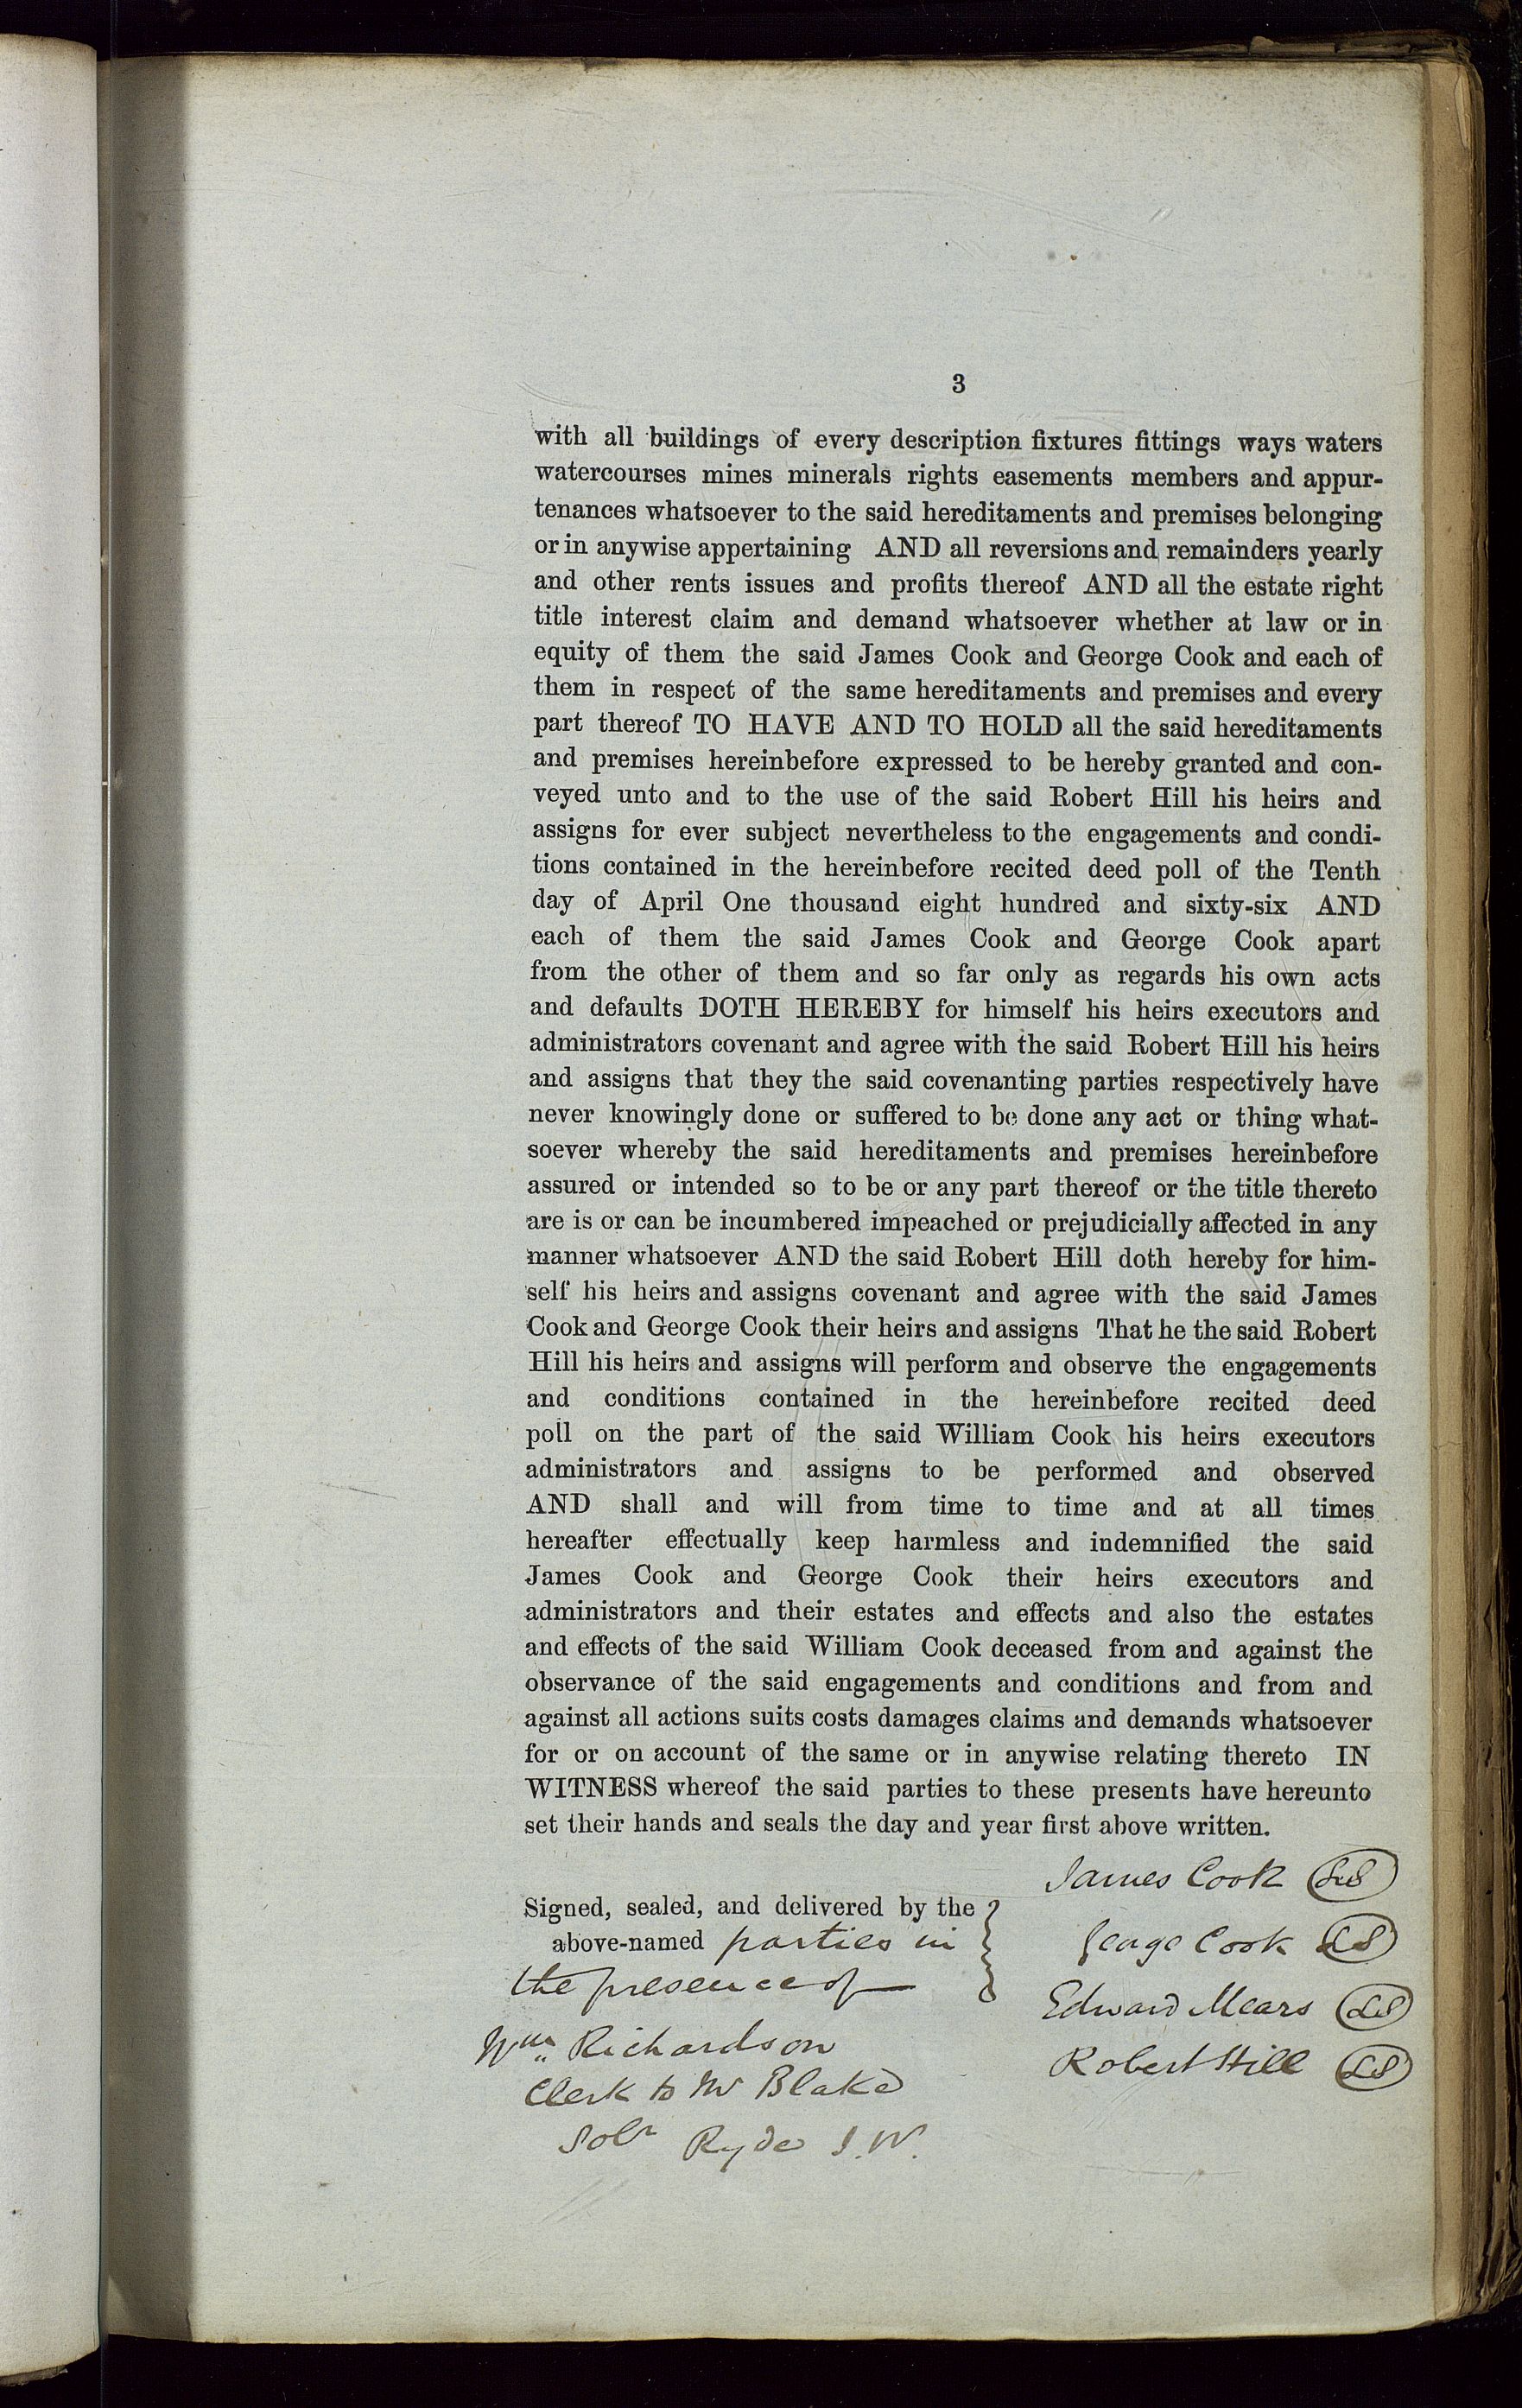 3
with all buildings of every description fixtures fittings ways waters
watercourses mines minerals rights easements members and appur-
tenances whatsoever to the said hereditaments and premises belonging
or in anywise appertaining AND all reversions and remainders yearly
and other rents issues and profits thereof AND all the estate right
title interest claim and demand whatsoever whether at law or in
equity of them the said James Cook and George Cook and each of
them in respect of the same hereditaments and premises and every
part thereof TO HAVE AND TO HOLD all the said hereditaments
and premises hereinbefore expressed to be hereby granted and con-
veyed unto and to the use of the said Robert Hill his heirs and
assigns for ever subject nevertheless to the engagements and condi-
tions contained in the hereinbefore recited deed poll of the Tenth
day of April One thousand eight hundred and sixty-six AND
each of them the said James Cook and George Cook apart
from the other of them and so far only as regards his own acts
and defaults DOTH HEREBY for himself his heirs executors and
administrators covenant and agree with the said Robert Hill his heirs
and assigns that they the said covenanting parties respectively have
never knowingly done or suffered to be done any act or thing what-
soever whereby the said hereditaments and premises hereinbefore
assured or intended so to be or any part thereof or the title thereto
are is or can be incumbered impeached or prejudicially affected in any
manner whatsoever AND the said Robert Hill doth hereby for him-
self his heirs and assigns covenant and agree with the said James
Cook and George Cook their heirs and assigns That he the said Robert
Hill his heirs and assigns will perform and observe the engagements
and conditions contained in the hereinbefore recited deed
poll on the part of the said William Cook his heirs executors
administrators and assigns to be performed and observed
AND shall and will from time to time and at all times
hereafter effectually keep harmless and indemnified the said
James Cook and George Cook their heirs executors and
administrators and their estates and effects and also the estates
and effects of the said William Cook deceased from and against the
observance of the said engagements and conditions and from and
against all actions suits costs damages claims and demands whatsoever
for or on account of the same or in anywise relating thereto IN
WITNESS whereof the said parties to these presents have hereunto
set their hands and seals the day and year first above written.
James Cook LS
Signed, sealed, and delivered by the
above-named parties in
the presence of
George Cook LS
Edward Mears LS
Robert Hill LS
Wm Richardson
Clerk to Mr Blake
Solr Ryde I.W.